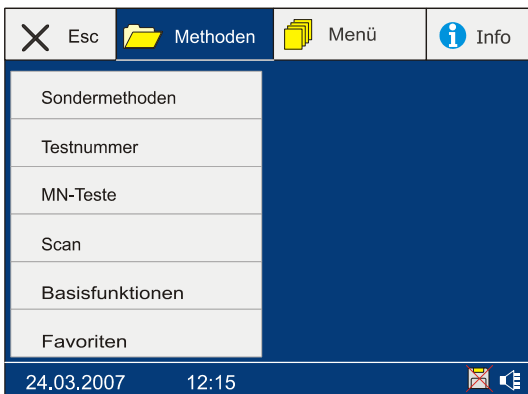 Esc Methoden Menü Info
Sondermethoden
Testnummer
MN-Teste
Scan
Basisfunktionen
Favoriten
24.03.2007 12:15